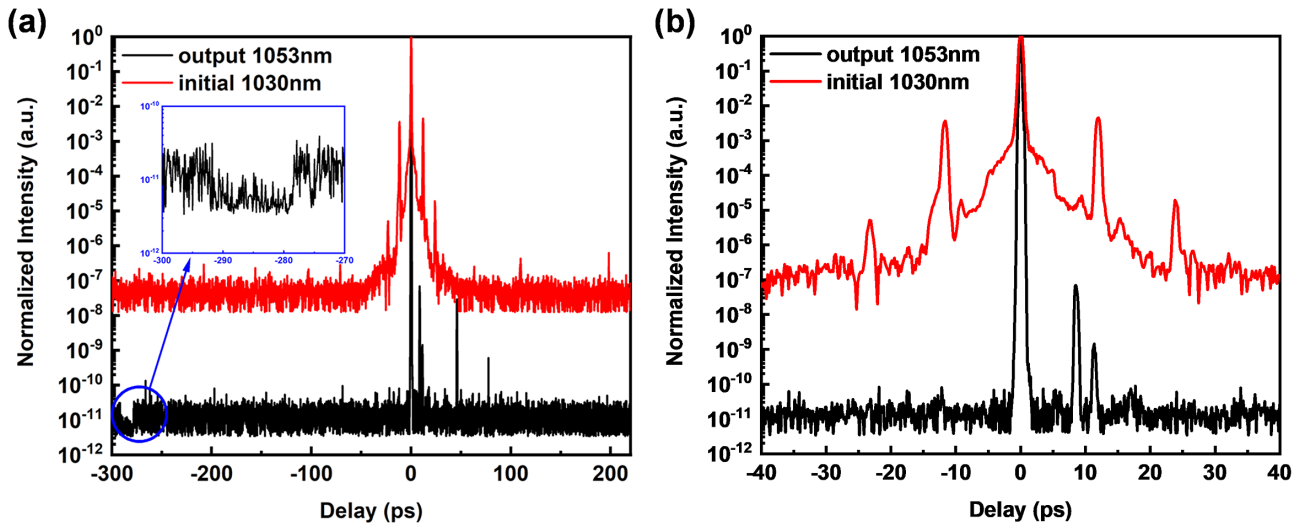 (a)
10⁰
10⁻¹
10⁻²
10⁻³
10⁻⁴
10⁻⁵
10⁻⁶
10⁻⁷
10⁻⁸
10⁻⁹
10⁻¹⁰
10⁻¹¹
10⁻¹²
Normalized Intensity (a.u.)
output 1053nm
initial 1030nm
10⁻¹⁰
10⁻¹¹
10⁻¹²
-300 -290 -280 -270
-300 -200 -100 0 100 200
Delay (ps)
(b)
10⁰
10⁻¹
10⁻²
10⁻³
10⁻⁴
10⁻⁵
10⁻⁶
10⁻⁷
10⁻⁸
10⁻⁹
10⁻¹⁰
10⁻¹¹
10⁻¹²
Normalized Intensity (a.u.)
output 1053nm
initial 1030nm
-40 -30 -20 -10 0 10 20 30 40
Delay (ps)